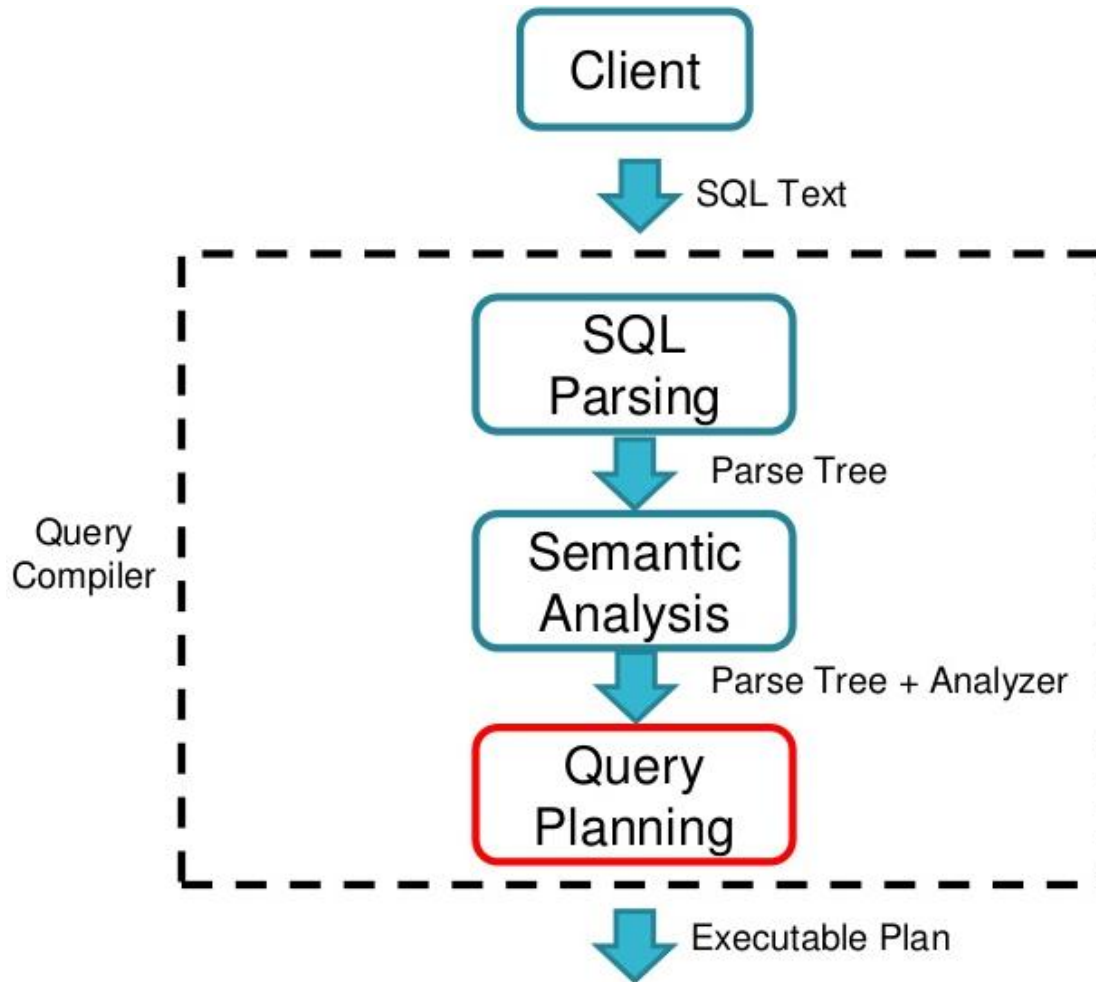 Client
SQL Text
SQL
Parsing
Parse Tree
Query
Compiler
Semantic
Analysis
Parse Tree + Analyzer
Query
Planning
Executable Plan